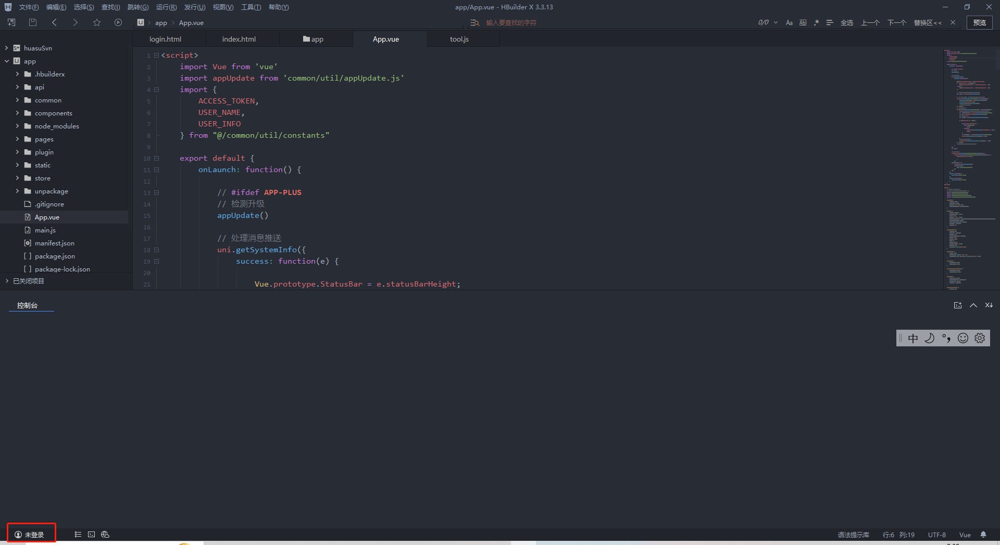 文件(F) 编辑(E) 选择(S) 查找(I) 跳转(G) 运行(R) 发行(U) 视图(V) 工具(T) 帮助(Y) app/App.vue - HBuilder X 3.3.13
app App.vue 输入要查找的字符 0/0 Aa Ab .* 全选 上一个 下一个 替换区<< 预览
login.html index.html app App.vue tool.js
huasuSvn
app
.hbuilderx
api
common
components
node_modules
pages
plugin
static
store
unpackage
.gitignore
App.vue
main.js
manifest.json
package.json
package-lock.json
已关闭项目
1 <script>
2 import Vue from 'vue'
3 import appUpdate from 'common/util/appUpdate.js'
4 import {
5 ACCESS_TOKEN,
6 USER_NAME,
7 USER_INFO
8 } from "@/common/util/constants"
9
10 export default {
11 onLaunch: function() {
12
13 // #ifdef APP-PLUS
14 // 检测升级
15 appUpdate()
16
17 // 处理消息推送
18 uni.getSystemInfo({
19 success: function(e) {
20
21 Vue.prototype.StatusBar = e.statusBarHeight;
控制台
中
未登录 语法提示库 行:6 列:19 UTF-8 Vue